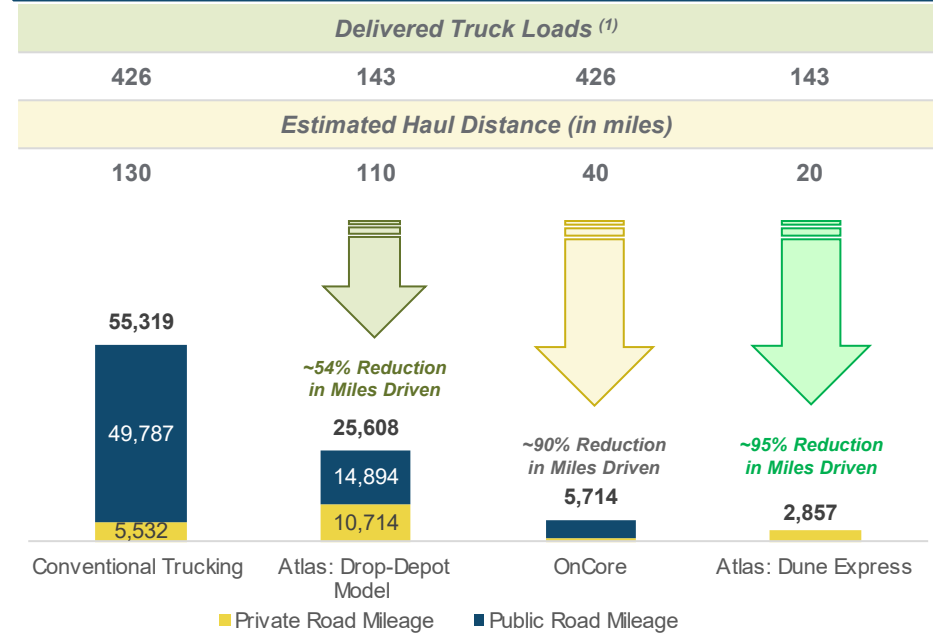 Delivered Truck Loads (1)
426 143 426 143
Estimated Haul Distance (in miles)
130 110 40 20
55,319
49,787
5,532
~54% Reduction
in Miles Driven
25,608
14,894
10,714
~90% Reduction
in Miles Driven
5,714
~95% Reduction
in Miles Driven
2,857
Conventional Trucking
Atlas: Drop-Depot
Model
OnCore
Atlas: Dune Express
Private Road Mileage
Public Road Mileage